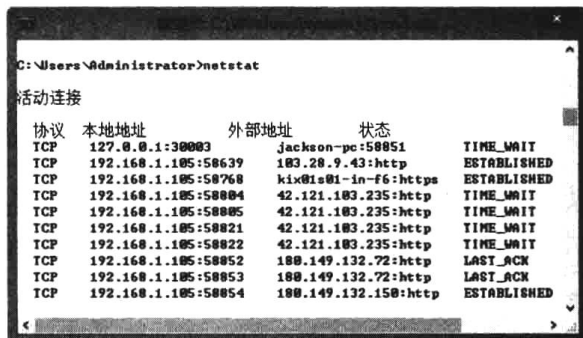 C:\Users\Administrator>netstat
活动连接
协议 本地地址 外部地址 状态
TCP 127.0.0.1:30003 jackson-pc:58851 TIME_WAIT
TCP 192.168.1.105:58639 103.28.9.43:http ESTABLISHED
TCP 192.168.1.105:58768 kix01s01-in-f6:https ESTABLISHED
TCP 192.168.1.105:58804 42.121.103.235:http TIME_WAIT
TCP 192.168.1.105:58805 42.121.103.235:http TIME_WAIT
TCP 192.168.1.105:58821 42.121.103.235:http TIME_WAIT
TCP 192.168.1.105:58822 42.121.103.235:http TIME_WAIT
TCP 192.168.1.105:58852 180.149.132.72:http LAST_ACK
TCP 192.168.1.105:58853 180.149.132.72:http LAST_ACK
TCP 192.168.1.105:58854 180.149.132.150:http ESTABLISHED